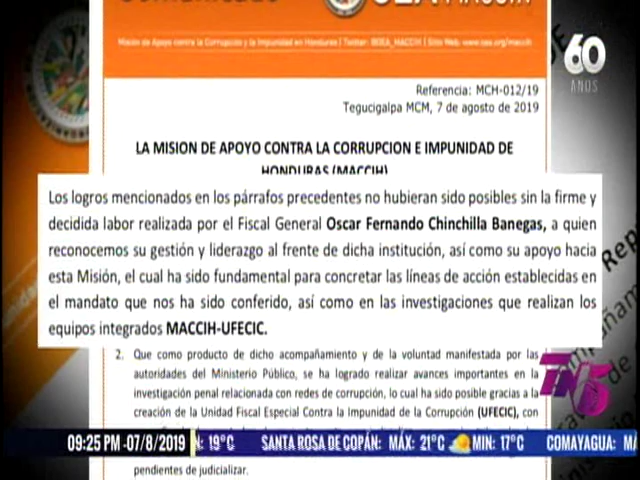 Comunicado
OEA
MACCIH
Misión de Apoyo contra la Corrupción y la Impunidad en Honduras | Twitter: @OEA_MACCIH | Sitio Web: www.oas.org/maccih
60
AÑOS
Referencia: MCH-012/19
Tegucigalpa MCM, 7 de agosto de 2019
LA MISION DE APOYO CONTRA LA CORRUPCION E IMPUNIDAD DE
HONDURAS (MACCIH)
Los logros mencionados en los párrafos precedentes no hubieran sido posibles sin la firme y
decidida labor realizada por el Fiscal General Oscar Fernando Chinchilla Banegas, a quien
reconocemos su gestión y liderazgo al frente de dicha institución, así como su apoyo hacia
esta Misión, el cual ha sido fundamental para concretar las líneas de acción establecidas en
el mandato que nos ha sido conferido, así como en las investigaciones que realizan los
equipos integrados MACCIH-UFECIC.
2. Que como producto de dicho acompañamiento y de la voluntad manifestada por las
autoridades del Ministerio Público, se ha logrado realizar avances importantes en la
investigación penal relacionada con redes de corrupción, lo cual ha sido posible gracias a la
creación de la Unidad Fiscal Especial Contra la Impunidad de la Corrupción (UFECIC), con
TN5
09:25 PM -07/8/2019 N: 19°C SANTA ROSA DE COPÁN: MÁX: 21°C MIN: 17°C COMAYAGUA:
pendientes de judicializar.